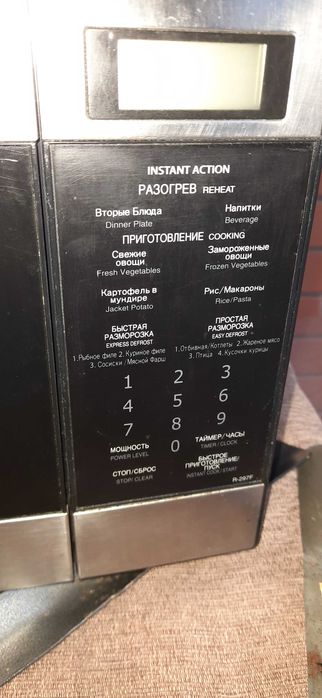 INSTANT ACTION
РАЗОГРЕВ REHEAT
Вторые Блюда Напитки
Dinner Plate Beverage
ПРИГОТОВЛЕНИЕ COOKING
Свежие Замороженные
овощи овощи
Fresh Vegetables Frozen Vegetables
Картофель в Рис/Макароны
мундире Rice/Pasta
Jacket Potato
БЫСТРАЯ ПРОСТАЯ
РАЗМОРОЗКА РАЗМОРОЗКА
EXPRESS DEFROST EASY DEFROST
1.Рыбное филе 2. Куриное филе 1.Отбивная/Котлеты 2. Жареное мясо
3. Сосиски / Мясной Фарш 3. Птица 4. Кусочки курицы
1 2 3
4 5 6
7 8 9
МОЩНОСТЬ 0 ТАЙМЕР/ЧАСЫ
POWER LEVEL TIMER / CLOCK
СТОП/СБРОС БЫСТРОЕ
STOP/ CLEAR ПРИГОТОВЛЕНИЕ/
ПУСК
INSTANT COOK/ START
R-297F